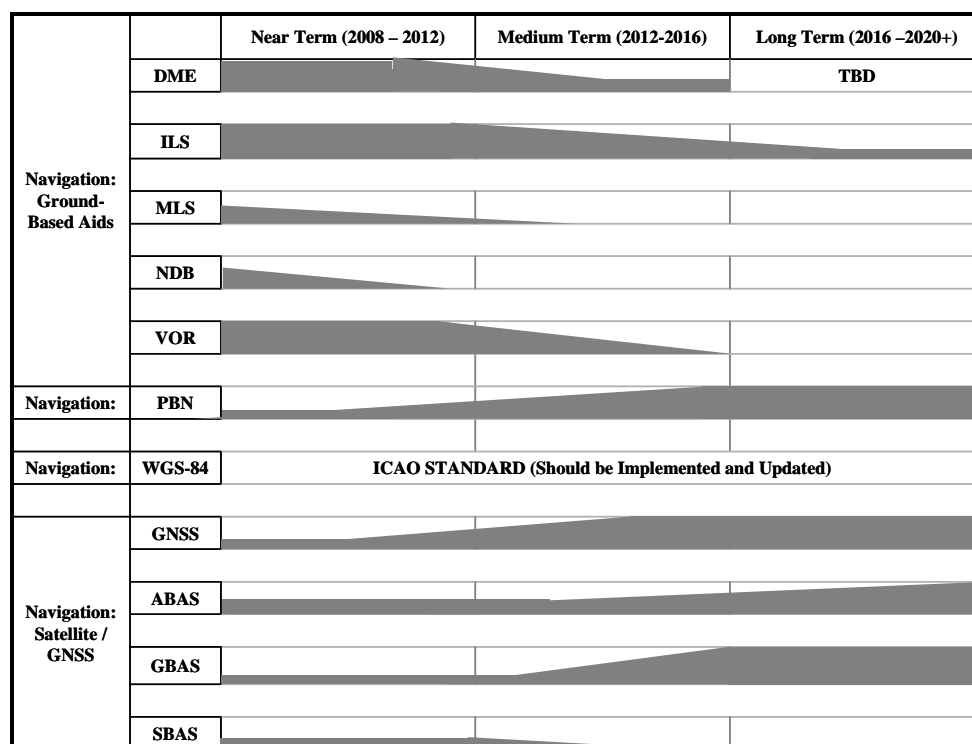 Near Term (2008 – 2012) Medium Term (2012-2016) Long Term (2016 –2020+)
DME TBD
ILS
Navigation:
Ground-
Based Aids
MLS
NDB
VOR
Navigation: PBN
Navigation: WGS-84 ICAO STANDARD (Should be Implemented and Updated)
GNSS
ABAS
Navigation:
Satellite /
GNSS
GBAS
SBAS